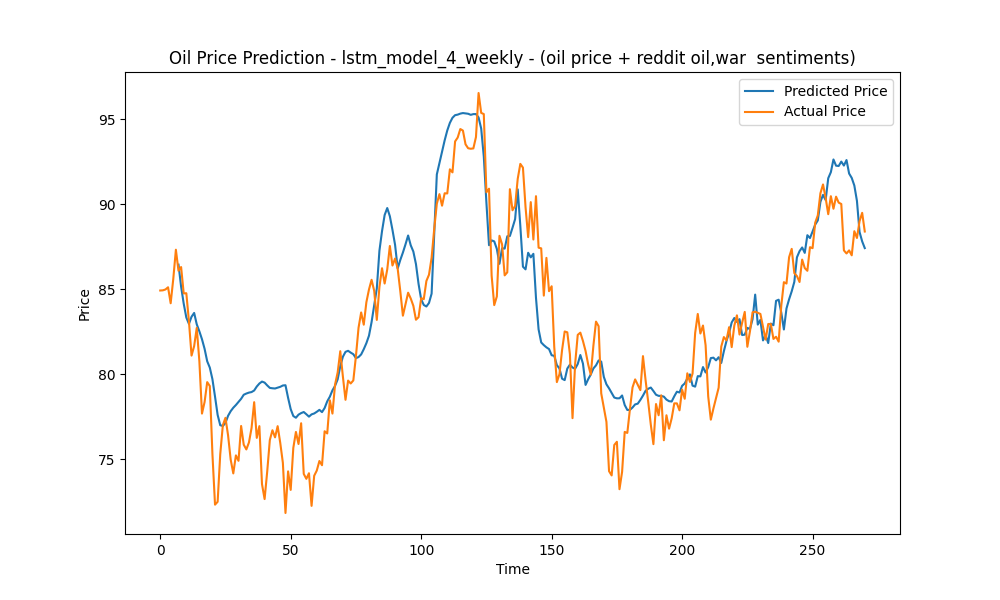 Oil Price Prediction - lstm_model_4_weekly - (oil price + reddit oil,war  sentiments)
Predicted Price
Actual Price
95
90
85
80
75
Price
0 50 100 150 200 250
Time